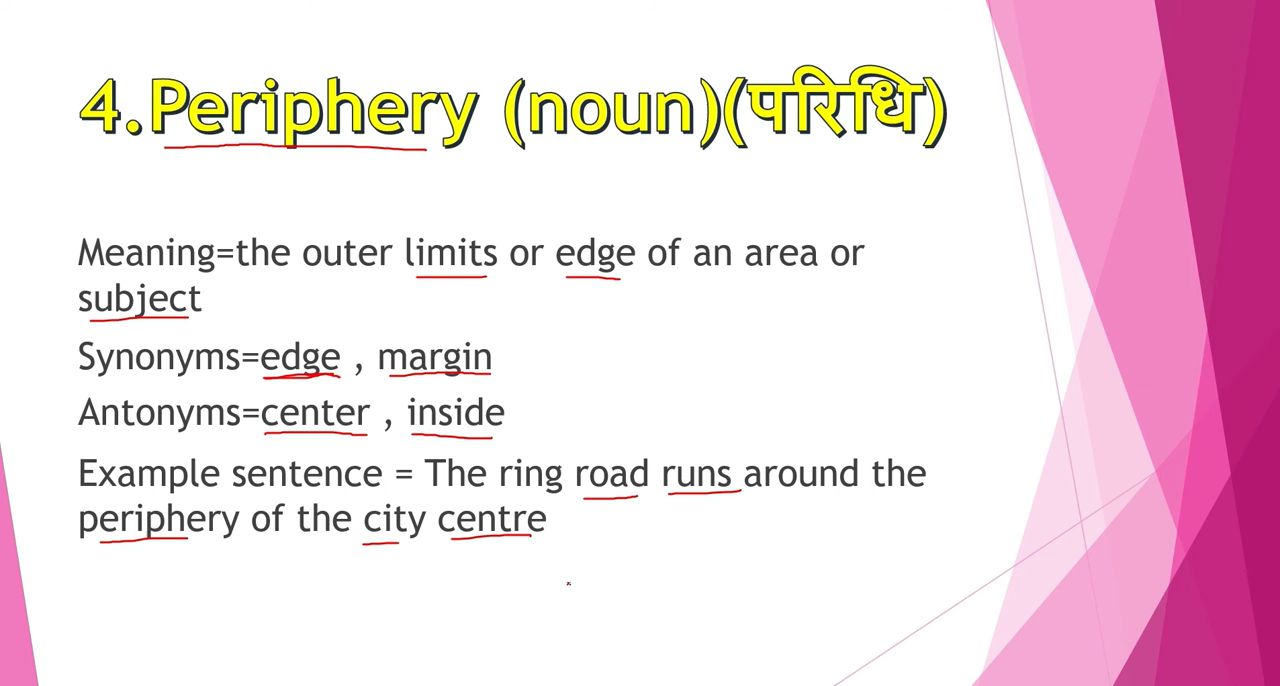 4.Periphery (noun)(परिधि)
Meaning=the outer limits or edge of an area or
subject
Synonyms=edge , margin
Antonyms=center , inside
Example sentence = The ring road runs around the
periphery of the city centre